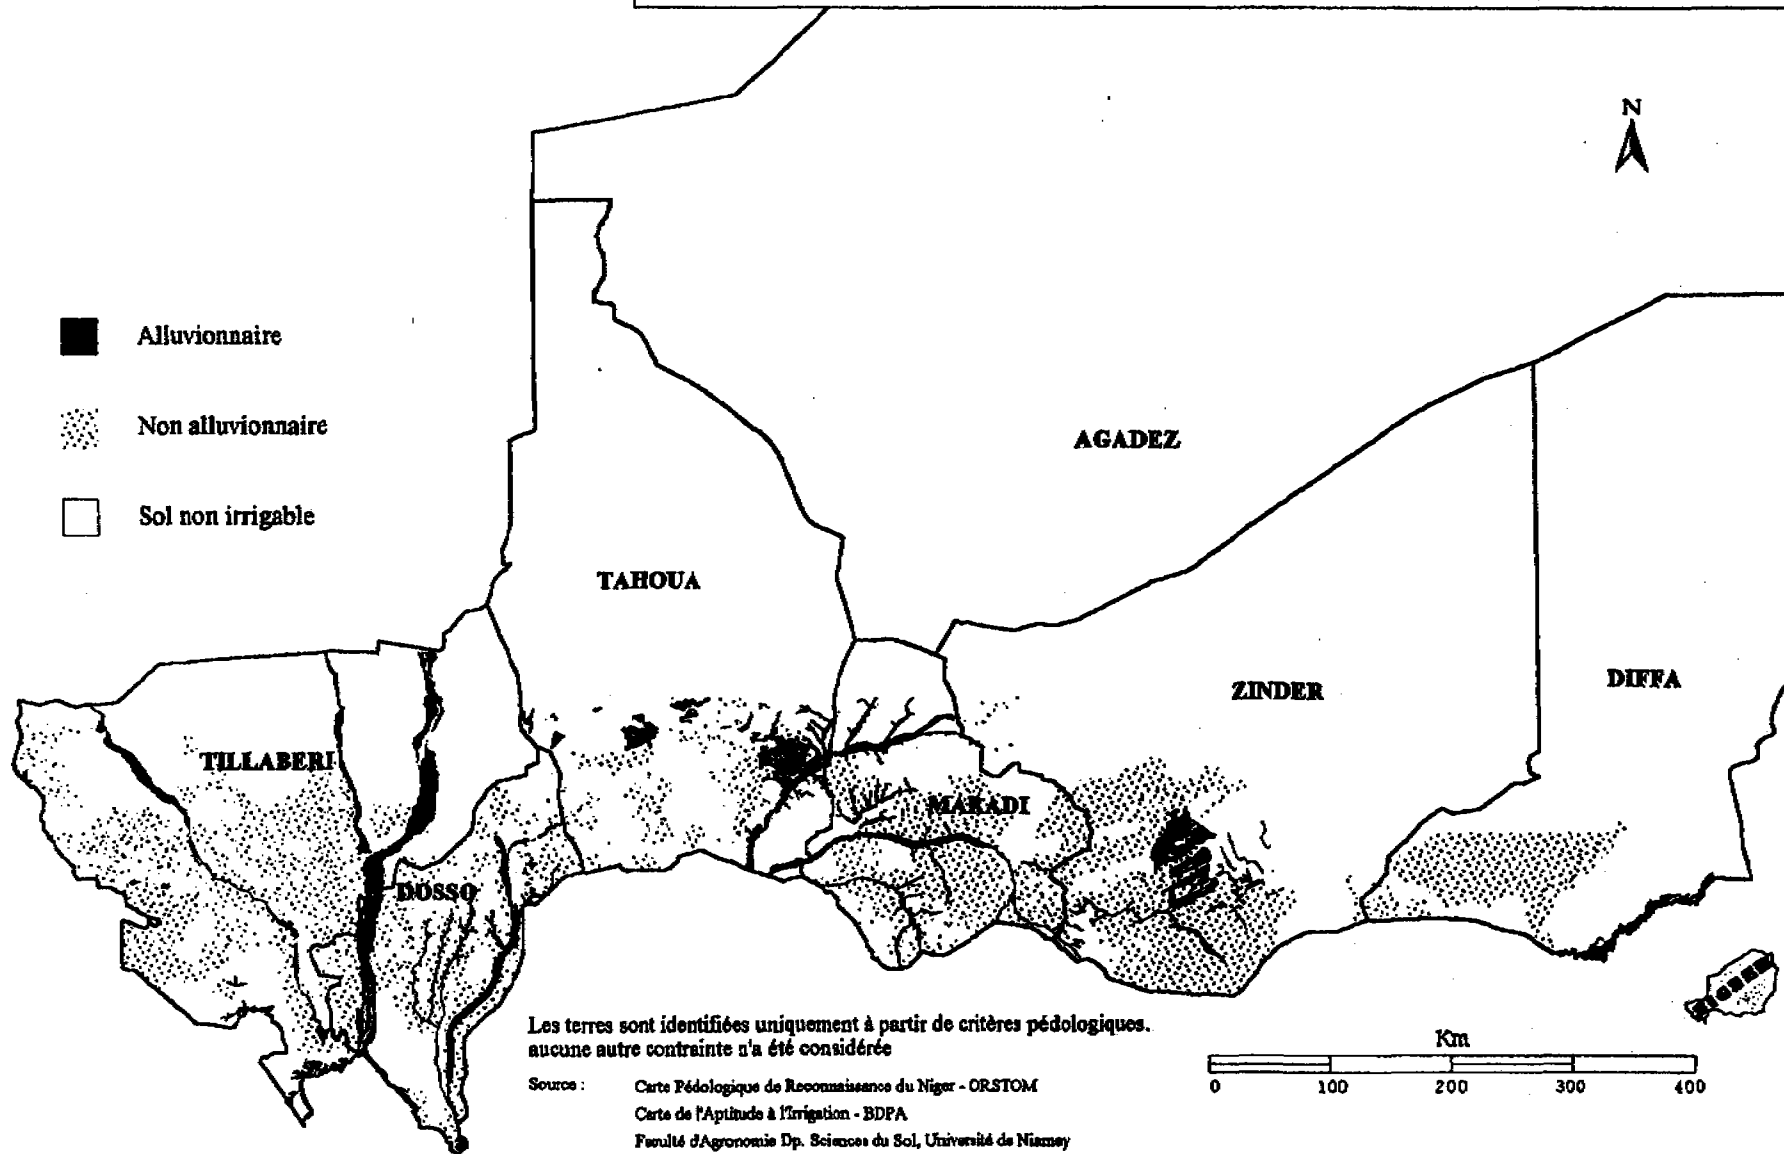 N
Alluvionnaire
Non alluvionnaire
Sol non irrigable
AGADEZ
TAHOUA
ZINDER
DIFFA
TILLABERI
MARADI
DOSSO
Les terres sont identifiées uniquement à partir de critères pédologiques.
aucune autre contrainte n'a été considérée
Source :
Carte Pédologique de Reconnaissance du Niger - ORSTOM
Carte de l'Aptitude à l'Irrigation - BDPA
Faculté d'Agronomie Dp. Sciences du Sol, Université de Niamey
Km
0 100 200 300 400